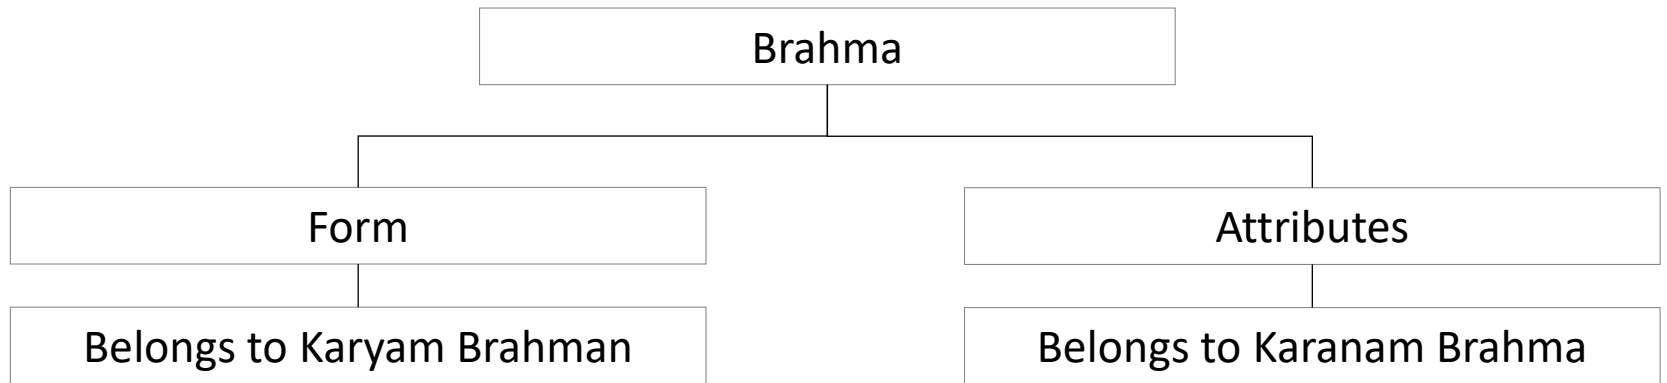 Brahma
Form
Attributes
Belongs to Karyam Brahman
Belongs to Karanam Brahma